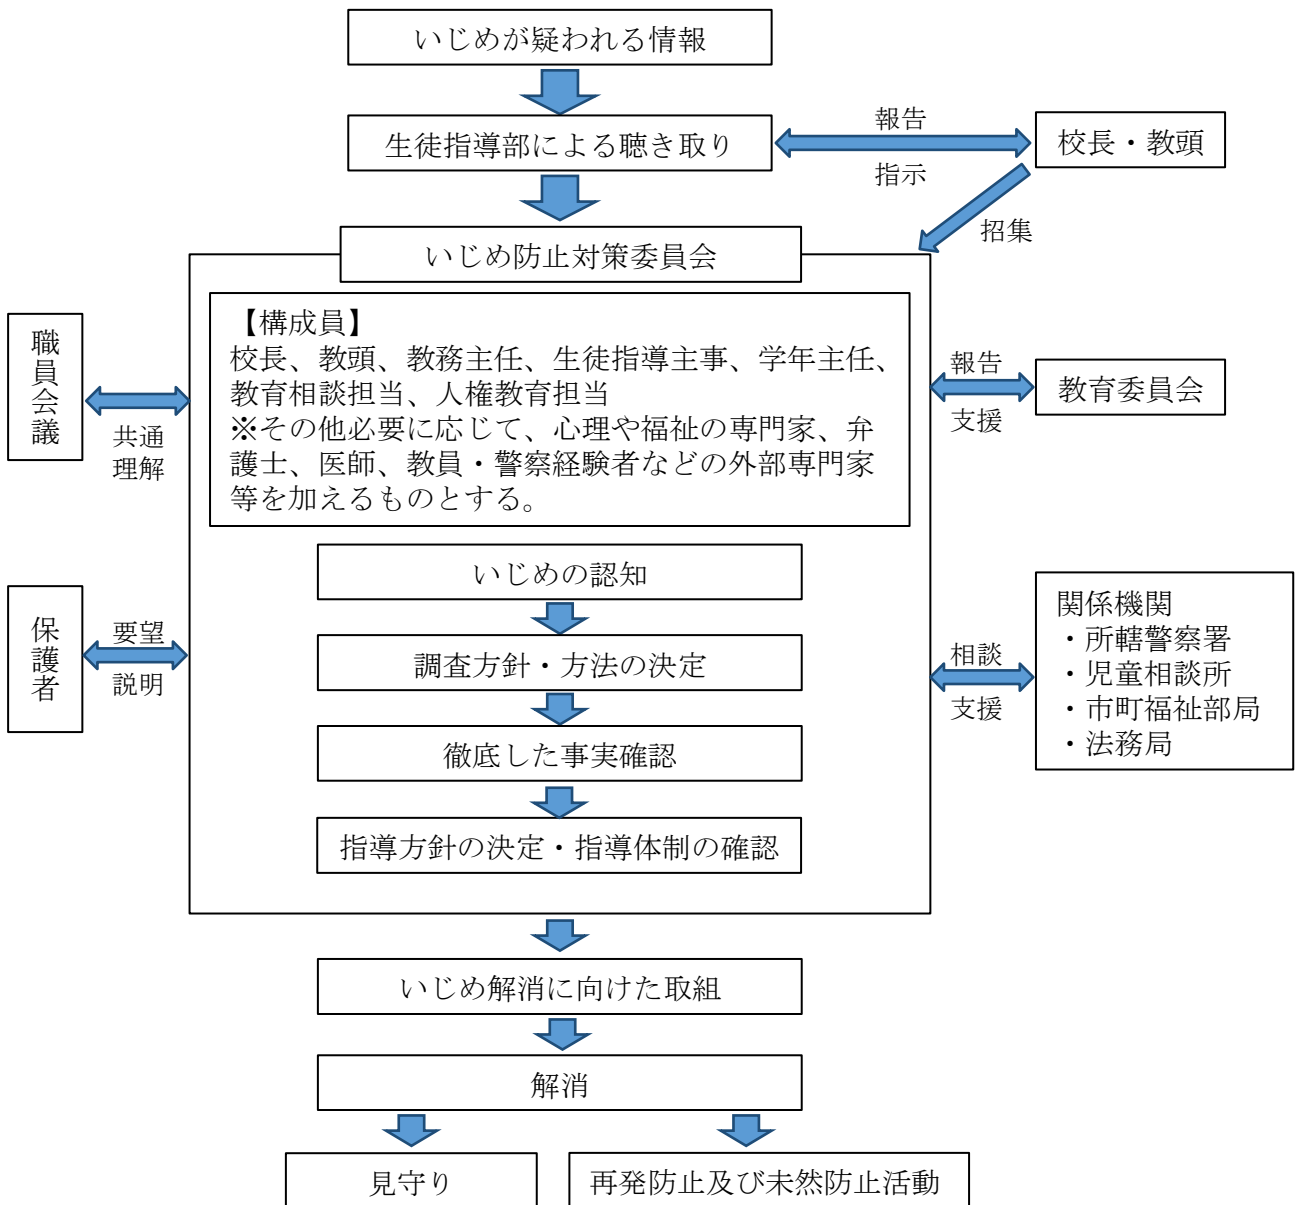 いじめが疑われる情報
生徒指導部による聴き取り
報告
指示
校長・教頭
招集
いじめ防止対策委員会
【構成員】
校長、教頭、教務主任、生徒指導主事、学年主任、
教育相談担当、人権教育担当
※その他必要に応じて、心理や福祉の専門家、弁
護士、医師、教員・警察経験者などの外部専門家
等を加えるものとする。
職員会議
共通
理解
報告
支援
教育委員会
いじめの認知
調査方針・方法の決定
徹底した事実確認
指導方針の決定・指導体制の確認
保護者
要望
説明
相談
支援
関係機関
・所轄警察署
・児童相談所
・市町福祉部局
・法務局
いじめ解消に向けた取組
解消
見守り
再発防止及び未然防止活動